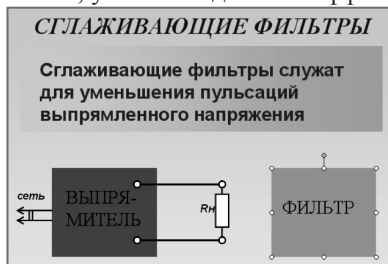 СГЛАЖИВАЮЩИЕ ФИЛЬТРЫ
Сглаживающие фильтры служат
для уменьшения пульсаций
выпрямленного напряжения
сеть
ВЫПРЯ-
МИТЕЛЬ
Rн
ФИЛЬТР